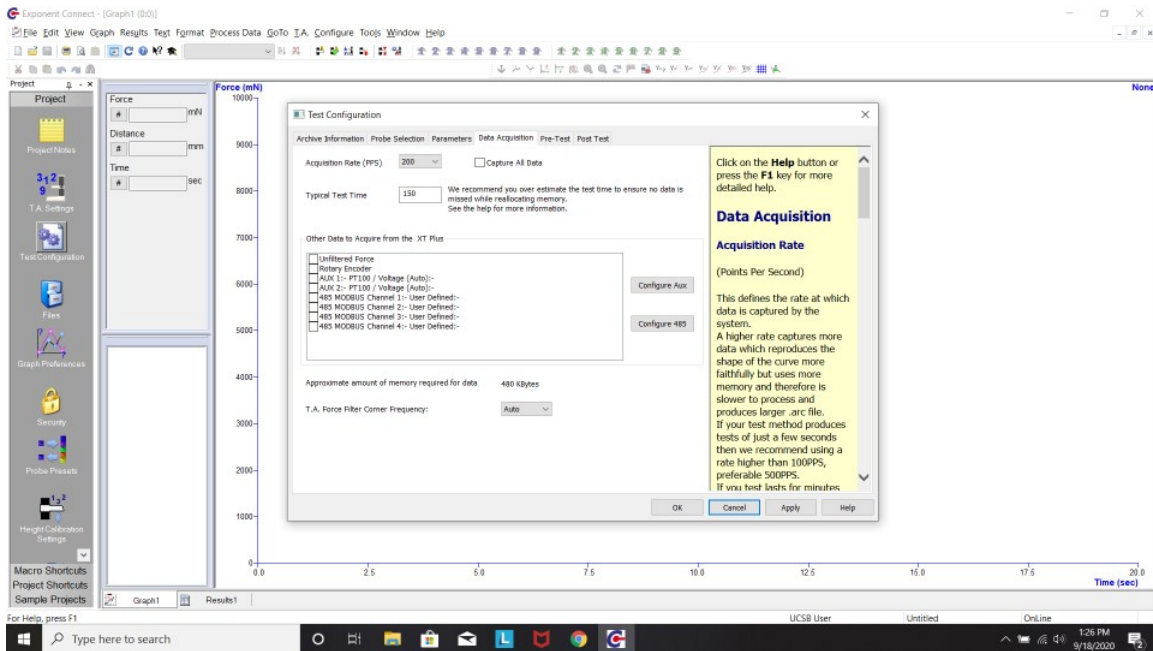 Exponent Connect - [Graph1 (0:0)]
File Edit View Graph Results Text Format Process Data GoTo T.A. Configure Tools Window Help
Project
Project
Project Notes
T.A. Settings
Test Configuration
Files
Graph Preferences
Security
Probe Presets
Height Calibration
Settings
Macro Shortcuts
Project Shortcuts
Sample Projects
Force
# mN
Distance
# mm
Time
# sec
Force (mN)
None
10000
9000
8000
7000
6000
5000
4000
3000
2000
1000
0
0.0 2.5 5.0 7.5 10.0 12.5 15.0 17.5 20.0
Time (sec)
Test Configuration
Archive Information Probe Selection Parameters Data Acquisition Pre-Test Post Test
Acquisition Rate (PPS) 200 Capture All Data
Typical Test Time 150
We recommend you over estimate the test time to ensure no data is
missed while reallocating memory.
See the help for more information.
Other Data to Acquire from the XT Plus
Unfiltered Force
Rotary Encoder
AUX 1:- PT100 / Voltage (Auto):-
AUX 2:- PT100 / Voltage (Auto):-
485 MODBUS Channel 1:- User Defined:-
485 MODBUS Channel 2:- User Defined:-
485 MODBUS Channel 3:- User Defined:-
485 MODBUS Channel 4:- User Defined:-
Configure Aux
Configure 485
Approximate amount of memory required for data 480 KBytes
T.A. Force Filter Corner Frequency: Auto
Click on the Help button or
press the F1 key for more
detailed help.
Data Acquisition
Acquisition Rate
(Points Per Second)
This defines the rate at which
data is captured by the
system.
A higher rate captures more
data which reproduces the
shape of the curve more
faithfully but uses more
memory and therefore is
slower to process and
produces larger .arc file.
If your test method produces
tests of just a few seconds
then we recommend using a
rate higher than 100PPS,
preferable 500PPS.
If you test lasts for minutes
OK Cancel Apply Help
Graph1 Results1
For Help, press F1
UCSB User Untitled OnLine
Type here to search
1:26 PM
9/18/2020